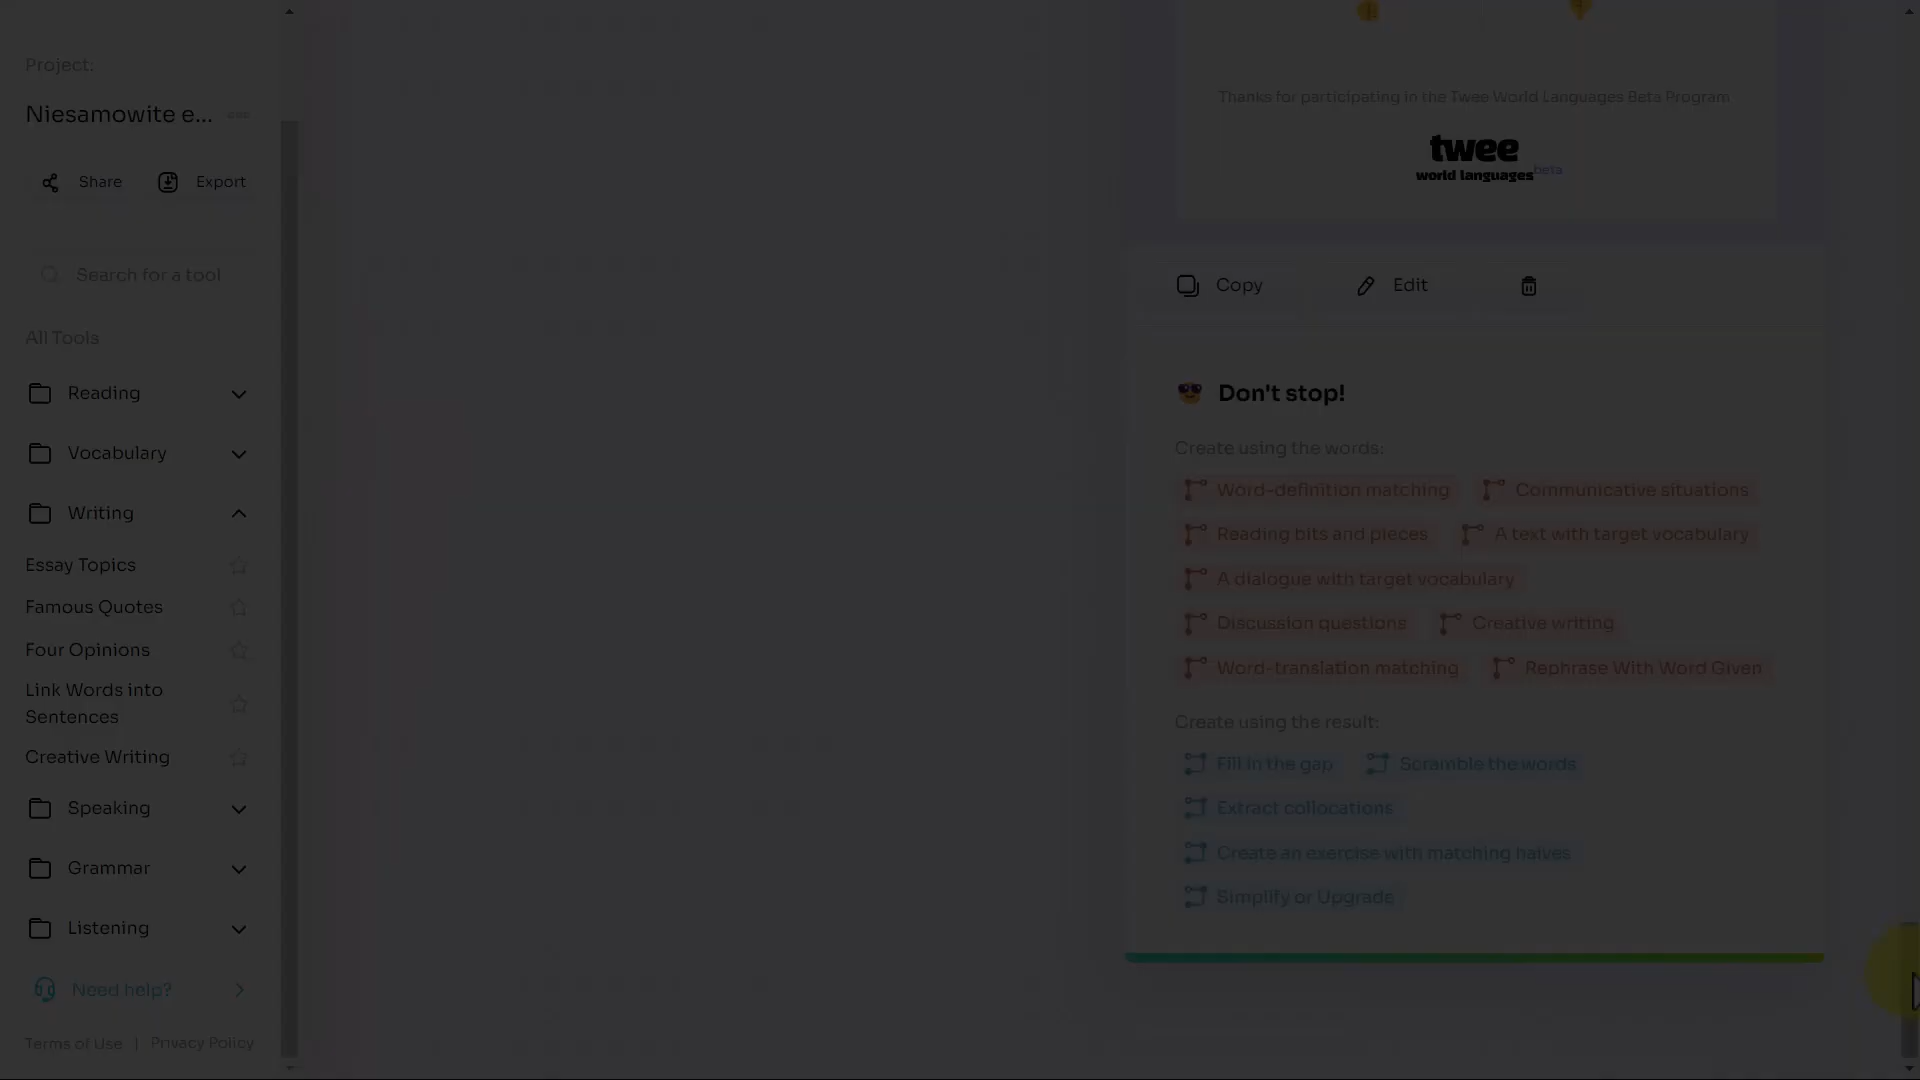 Project:
Niesamowite e...
Share
Export
Search for a tool
All Tools
Reading
Vocabulary
Writing
Essay Topics
Famous Quotes
Four Opinions
Link Words into
Sentences
Creative Writing
Speaking
Grammar
Listening
Need help?
Terms of Use | Privacy Policy
Thanks for participating in the Twee World Languages Beta Program
twee
world languages beta
Copy
Edit
Don't stop!
Create using the words:
Word-definition matching
Communicative situations
Reading bits and pieces
A text with target vocabulary
A dialogue with target vocabulary
Discussion questions
Creative writing
Word-translation matching
Rephrase With Word Given
Create using the result:
Fill in the gap
Scramble the words
Extract collocations
Create an exercise with matching halves
Simplify or Upgrade